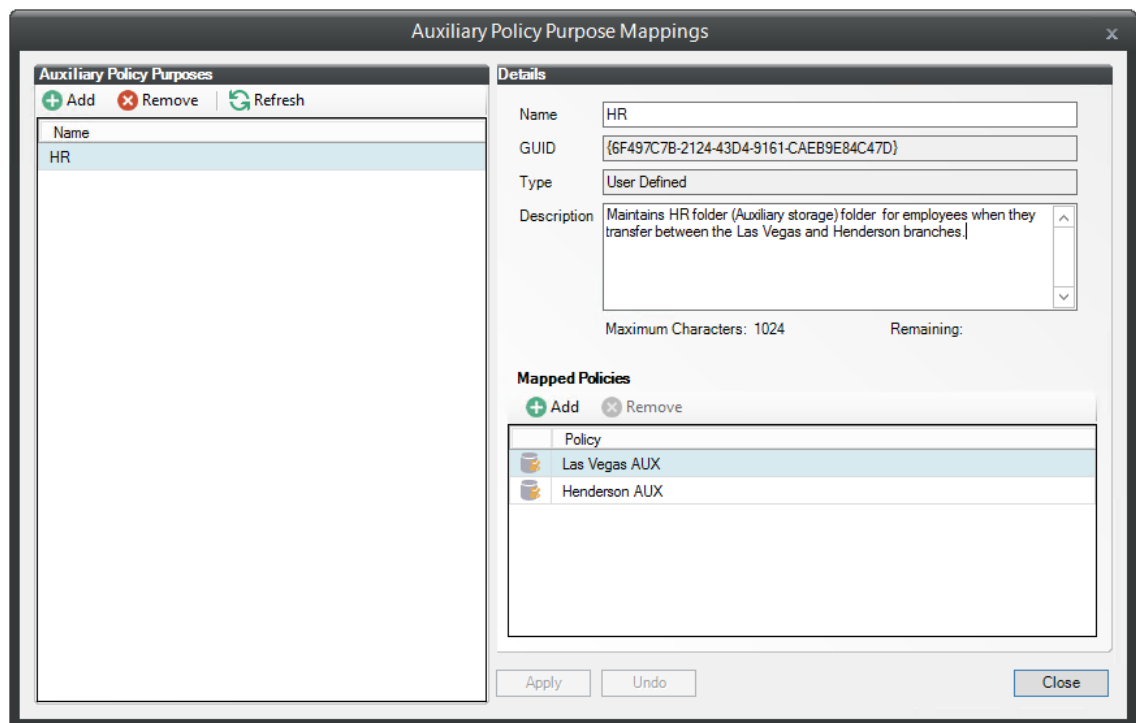 Auxiliary Policy Purpose Mappings
x
Auxiliary Policy Purposes
Add Remove Refresh
Name
HR
Details
Name HR
GUID {6F497C7B-2124-43D4-9161-CAEB9E84C47D}
Type User Defined
Description Maintains HR folder (Auxiliary storage) folder for employees when they
transfer between the Las Vegas and Henderson branches.
Maximum Characters: 1024 Remaining:
Mapped Policies
Add Remove
Policy
Las Vegas AUX
Henderson AUX
Apply Undo Close